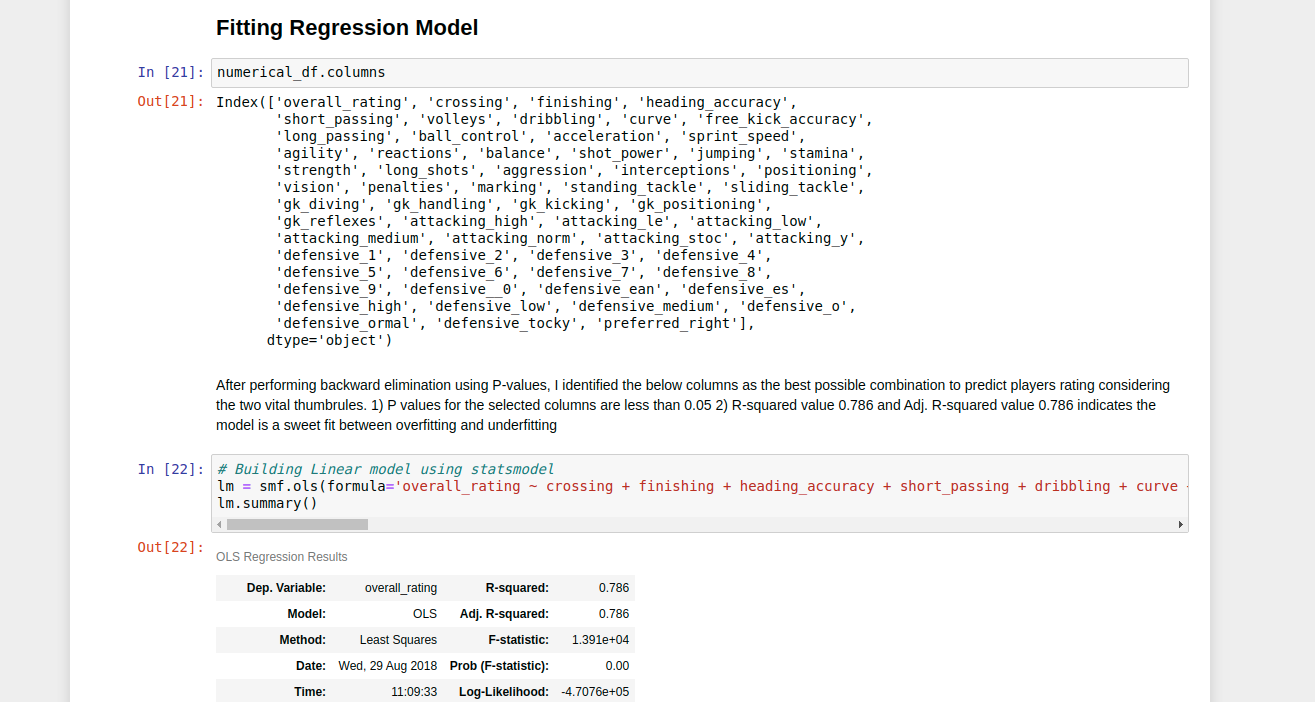 Fitting Regression Model
In [21]: numerical_df.columns
Out[21]: Index(['overall_rating', 'crossing', 'finishing', 'heading_accuracy',
'short_passing', 'volleys', 'dribbling', 'curve', 'free_kick_accuracy',
'long_passing', 'ball_control', 'acceleration', 'sprint_speed',
'agility', 'reactions', 'balance', 'shot_power', 'jumping', 'stamina',
'strength', 'long_shots', 'aggression', 'interceptions', 'positioning',
'vision', 'penalties', 'marking', 'standing_tackle', 'sliding_tackle',
'gk_diving', 'gk_handling', 'gk_kicking', 'gk_positioning',
'gk_reflexes', 'attacking_high', 'attacking_le', 'attacking_low',
'attacking_medium', 'attacking_norm', 'attacking_stoc', 'attacking_y',
'defensive_1', 'defensive_2', 'defensive_3', 'defensive_4',
'defensive_5', 'defensive_6', 'defensive_7', 'defensive_8',
'defensive_9', 'defensive__0', 'defensive_ean', 'defensive_es',
'defensive_high', 'defensive_low', 'defensive_medium', 'defensive_o',
'defensive_ormal', 'defensive_tocky', 'preferred_right'],
dtype='object')
After performing backward elimination using P-values, I identified the below columns as the best possible combination to predict players rating considering
the two vital thumbrules. 1) P values for the selected columns are less than 0.05 2) R-squared value 0.786 and Adj. R-squared value 0.786 indicates the
model is a sweet fit between overfitting and underfitting
In [22]: # Building Linear model using statsmodel
lm = smf.ols(formula='overall_rating ~ crossing + finishing + heading_accuracy + short_passing + dribbling + curve
lm.summary()
Out[22]: OLS Regression Results
Dep. Variable: overall_rating R-squared: 0.786
Model: OLS Adj. R-squared: 0.786
Method: Least Squares F-statistic: 1.391e+04
Date: Wed, 29 Aug 2018 Prob (F-statistic): 0.00
Time: 11:09:33 Log-Likelihood: -4.7076e+05